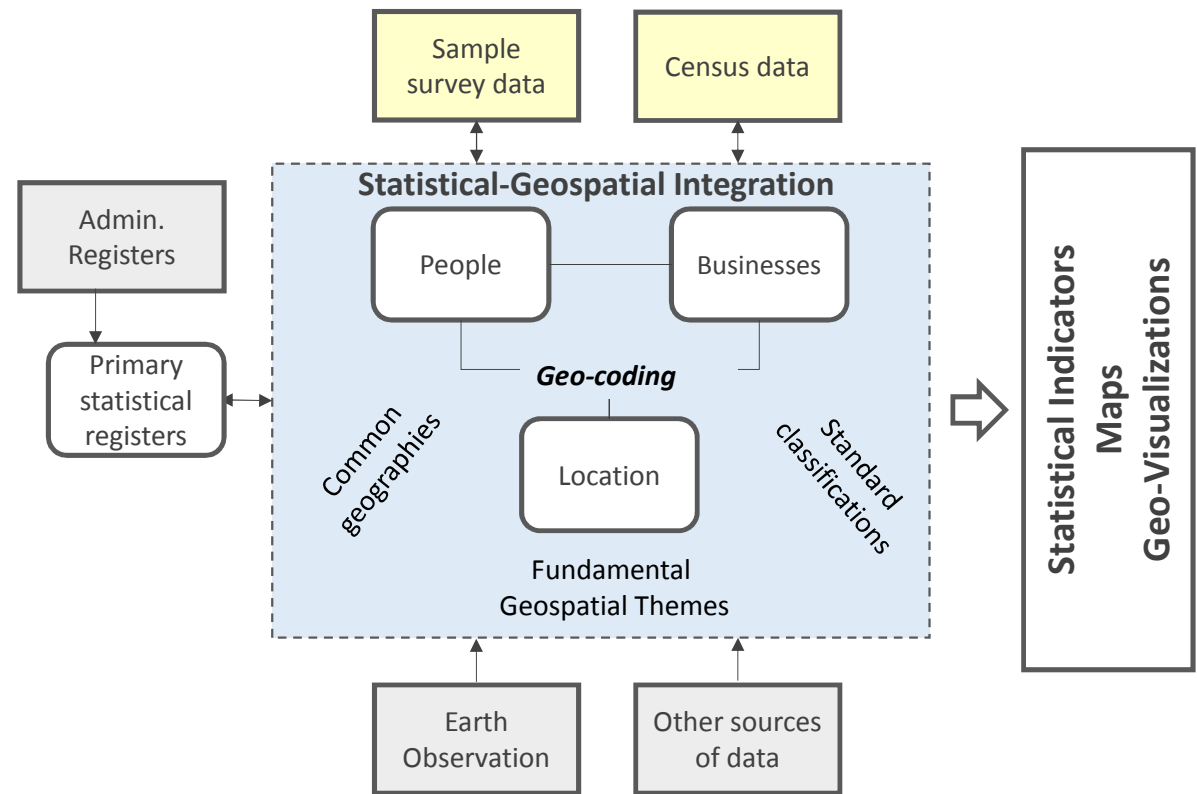 Sample
survey data
Census data
Statistical-Geospatial Integration
Admin.
Registers
People
Businesses
Primary
statistical
registers
Geo-coding
Common
geographies
Standard
classifications
Location
Fundamental
Geospatial Themes
Earth
Observation
Other sources
of data
Statistical Indicators
Maps
Geo-Visualizations